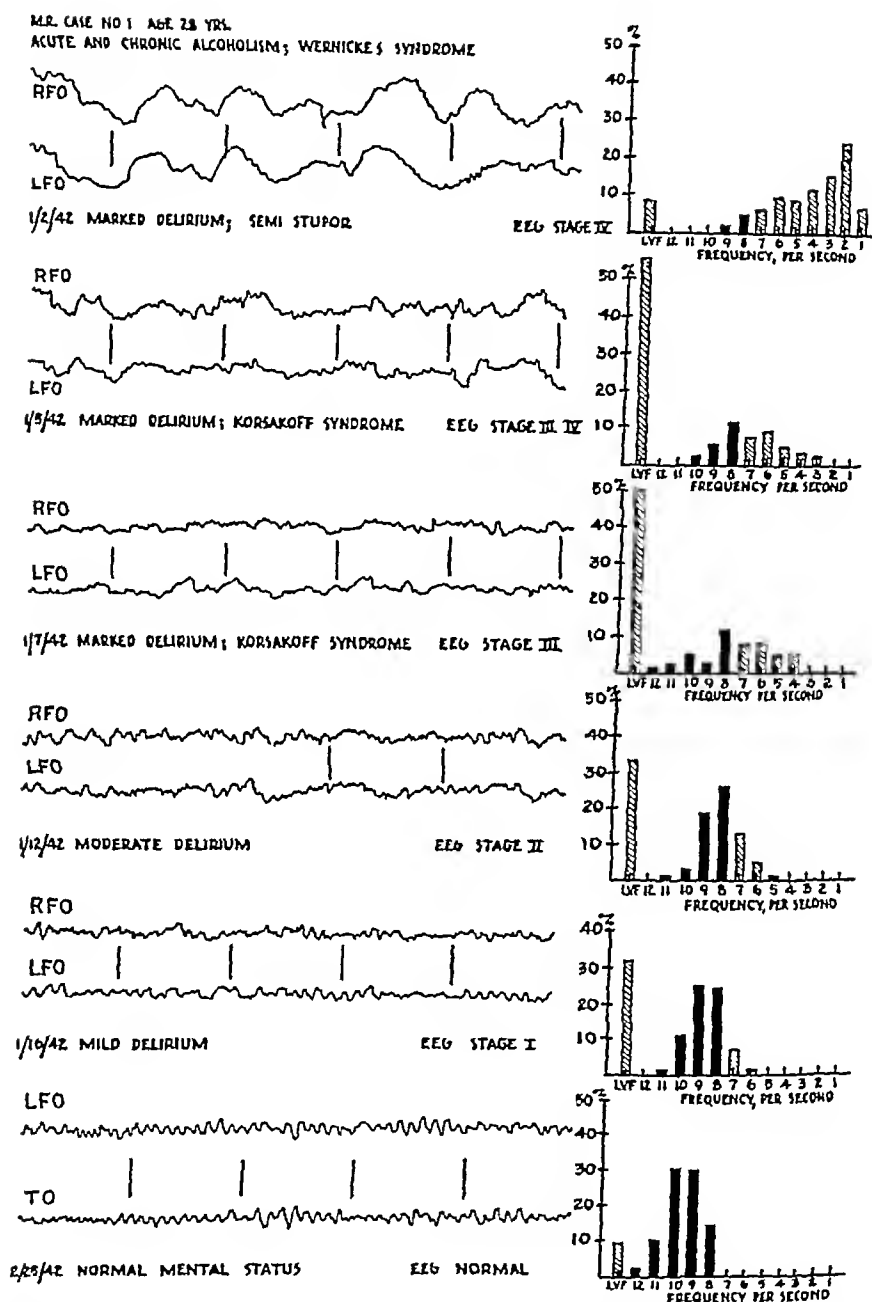 M.R. CASE NO 1 AGE 28 YRS.
ACUTE AND CHRONIC ALCOHOLISM; WERNICKES SYNDROME
RFO
LFO
1/2/42 MARKED DELIRIUM; SEMI STUPOR EEG STAGE IV
50 %
40
30
20
10
LVF 12 11 10 9 8 7 6 5 4 3 2 1
FREQUENCY, PER SECOND
RFO
LFO
1/5/42 MARKED DELIRIUM; KORSAKOFF SYNDROME EEG STAGE III IV
%
50
40
30
20
10
LVF 12 11 10 9 8 7 6 5 4 3 2 1
FREQUENCY PER SECOND
RFO
LFO
1/7/42 MARKED DELIRIUM; KORSAKOFF SYNDROME EEG STAGE III
50 %
40
30
20
10
LVF 12 11 10 9 8 7 6 5 4 3 2 1
FREQUENCY PER SECOND
RFO
LFO
1/12/42 MODERATE DELIRIUM EEG STAGE II
50 %
40
30
20
10
LVF 12 11 10 9 8 7 6 5 4 3 2 1
FREQUENCY, PER SECOND
RFO
LFO
1/16/42 MILD DELIRIUM EEG STAGE I
40 %
30
20
10
LVF 12 11 10 9 8 7 6 5 4 3 2 1
FREQUENCY, PER SECOND
LFO
TO
2/25/42 NORMAL MENTAL STATUS EEG NORMAL
50 %
40
30
20
10
LVF 12 11 10 9 8 7 6 5 4 3 2 1
FREQUENCY PER SECOND